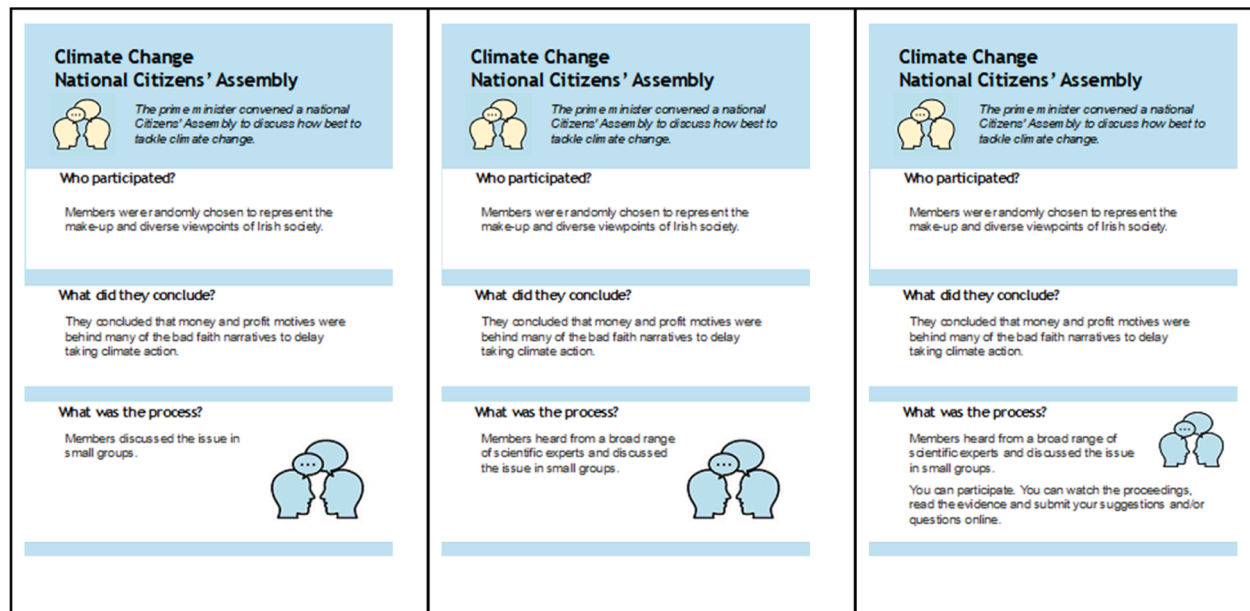 Climate Change
National Citizens' Assembly
The prime minister convened a national
Citizens' Assembly to discuss how best to
tackle climate change.
Who participated?
Members were randomly chosen to represent the
make-up and diverse viewpoints of Irish society.
What did they conclude?
They concluded that money and profit motives were
behind many of the bad faith narratives to delay
taking climate action.
What was the process?
Members discussed the issue in
small groups.
Climate Change
National Citizens' Assembly
The prime minister convened a national
Citizens' Assembly to discuss how best to
tackle climate change.
Who participated?
Members were randomly chosen to represent the
make-up and diverse viewpoints of Irish society.
What did they conclude?
They concluded that money and profit motives were
behind many of the bad faith narratives to delay
taking climate action.
What was the process?
Members heard from a broad range
of scientific experts and discussed
the issue in small groups.
Climate Change
National Citizens' Assembly
The prime minister convened a national
Citizens' Assembly to discuss how best to
tackle climate change.
Who participated?
Members were randomly chosen to represent the
make-up and diverse viewpoints of Irish society.
What did they conclude?
They concluded that money and profit motives were
behind many of the bad faith narratives to delay
taking climate action.
What was the process?
Members heard from a broad range of
scientific experts and discussed the issue
in small groups.
You can participate. You can watch the proceedings,
read the evidence and submit your suggestions and/or
questions online.